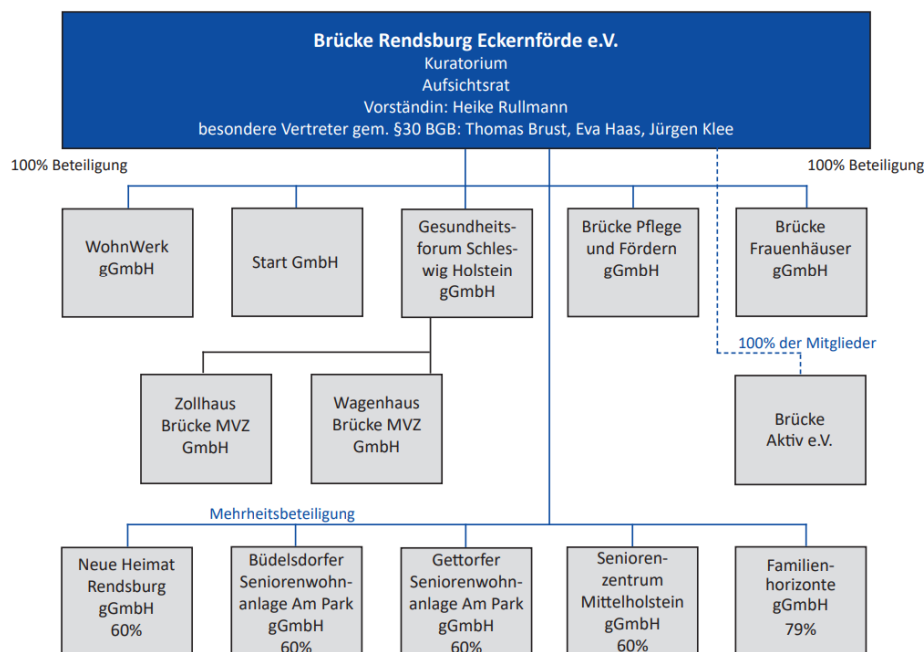 Brücke Rendsburg Eckernförde e.V.
Kuratorium
Aufsichtsrat
Vorständin: Heike Rullmann
besondere Vertreter gem. §30 BGB: Thomas Brust, Eva Haas, Jürgen Klee
100% Beteiligung
100% Beteiligung
WohnWerk
gGmbH
Start GmbH
Gesundheits-
forum Schles-
wig Holstein
gGmbH
Brücke Pflege
und Fördern
gGmbH
Brücke
Frauenhäuser
gGmbH
100% der Mitglieder
Zollhaus
Brücke MVZ
GmbH
Wagenhaus
Brücke MVZ
GmbH
Brücke
Aktiv e.V.
Mehrheitsbeteiligung
Neue Heimat
Rendsburg
gGmbH
60%
Büdelsdorfer
Seniorenwohn-
anlage Am Park
gGmbH
60%
Gettorfer
Seniorenwohn-
anlage Am Park
gGmbH
60%
Senioren-
zentrum
Mittelholstein
gGmbH
60%
Familien-
horizonte
gGmbH
79%